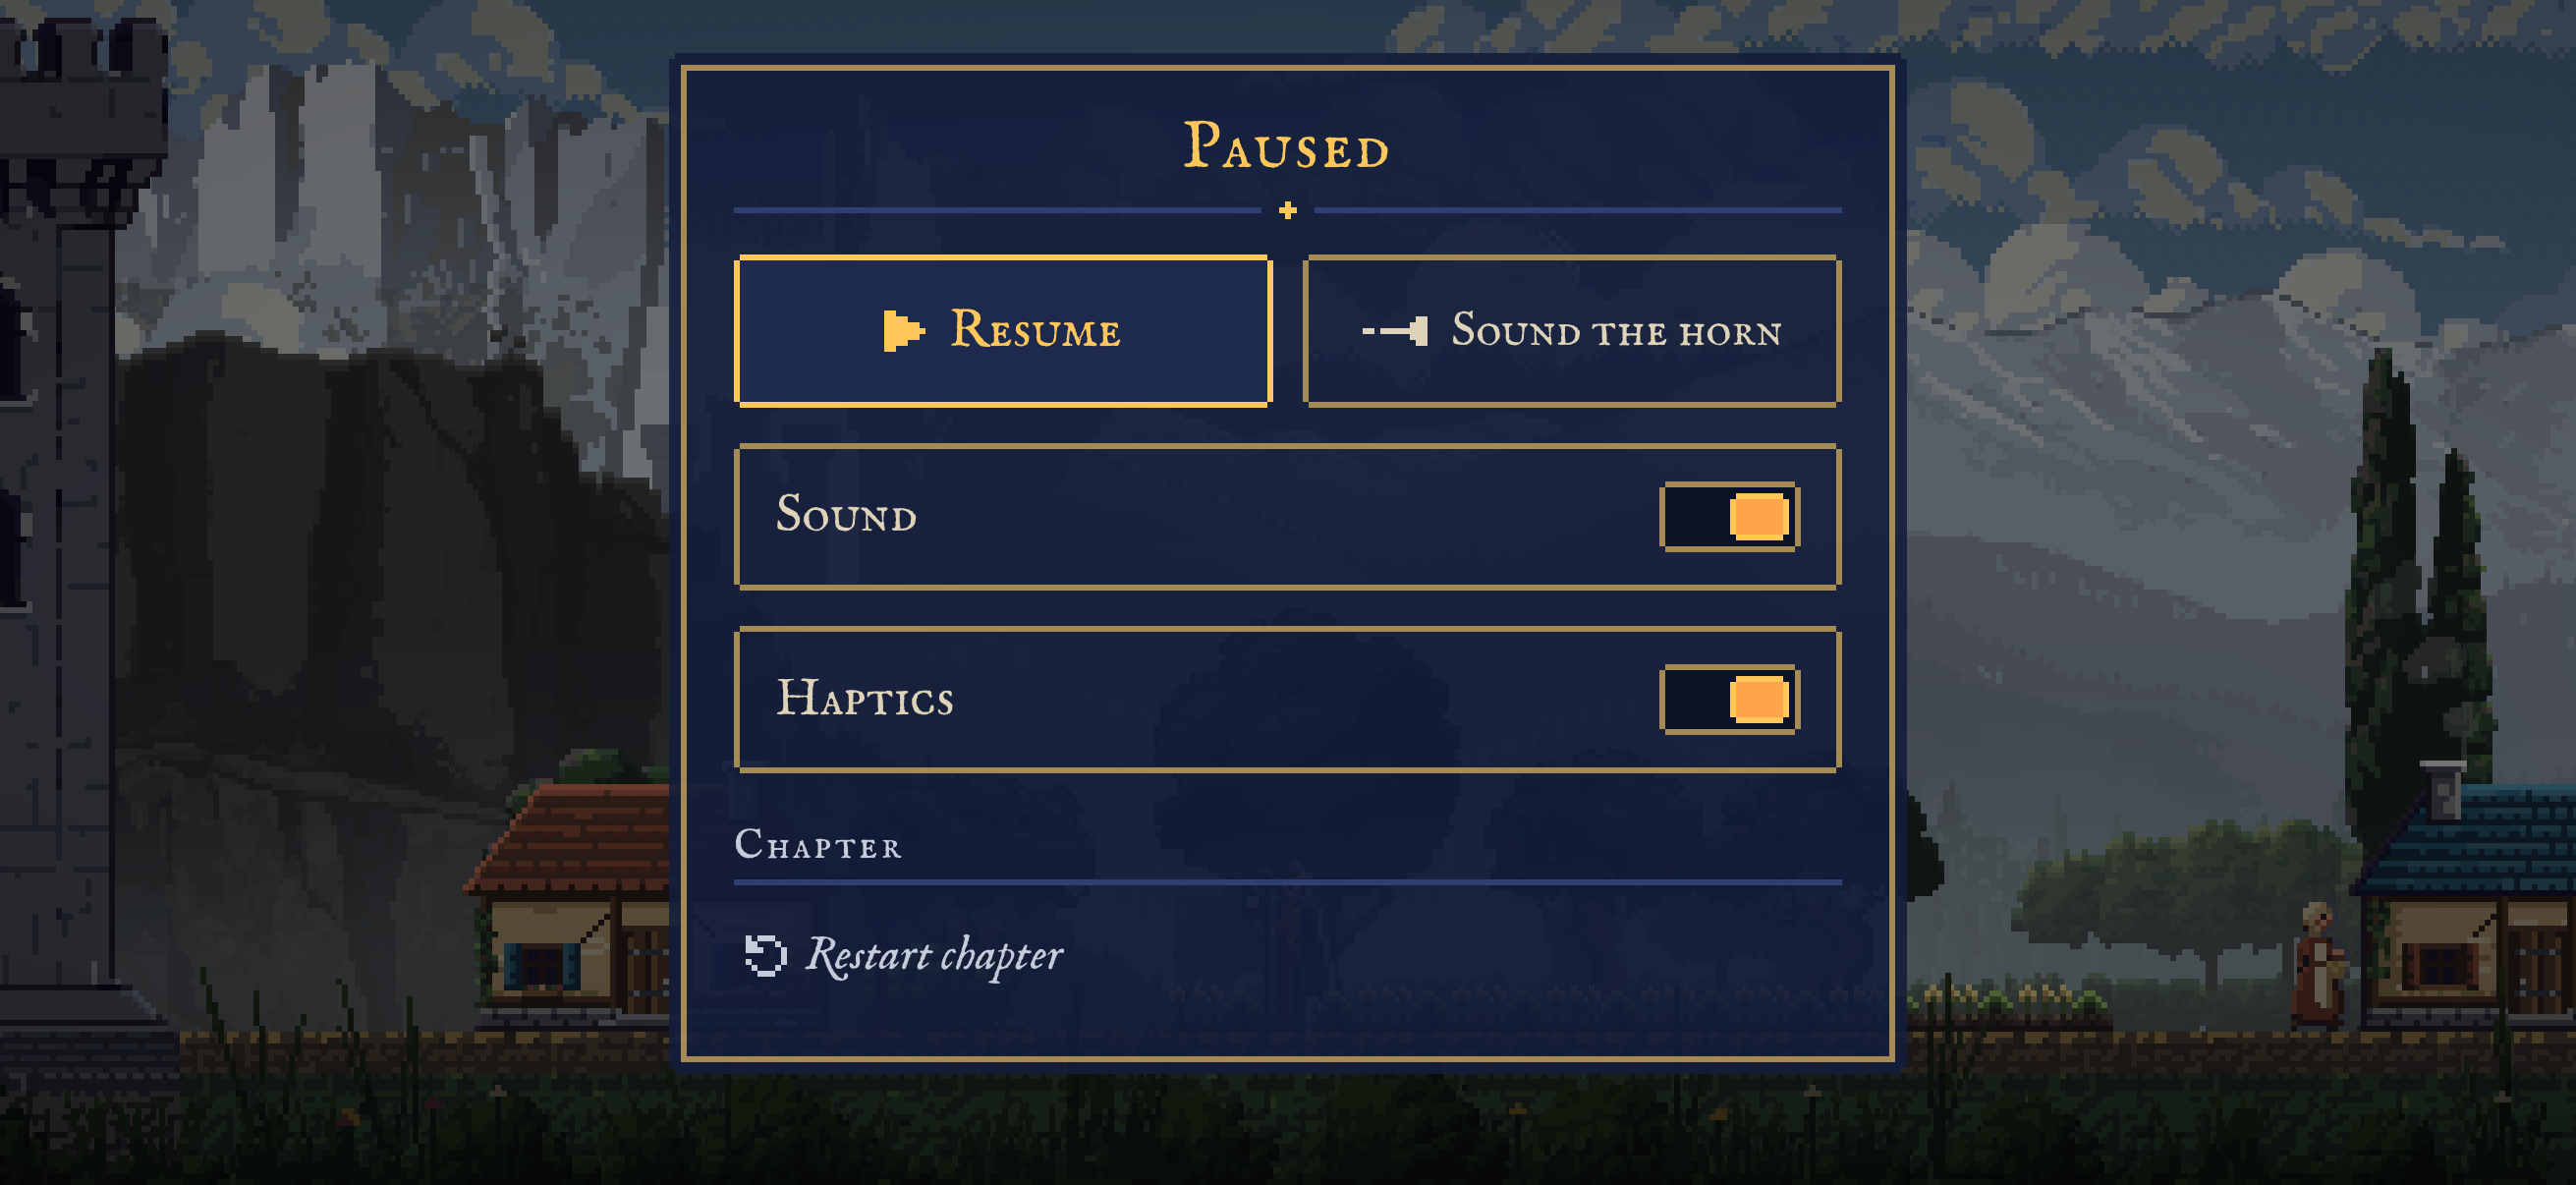 Paused
Resume
Sound the horn
Sound
Haptics
Chapter
Restart chapter